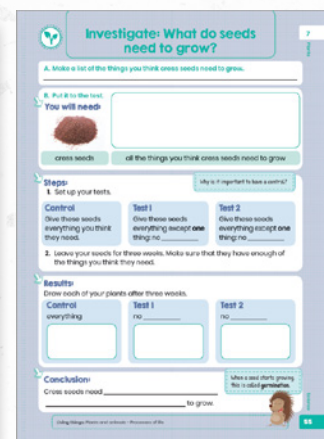 Investigate: What do seeds
need to grow?
7
Plants
A. Make a list of the things you think cress seeds need to grow.
B. Put it to the test.
You will need:
cress seeds
all the things you think cress seeds need to grow
Steps:
Why is it important to have a control?
1. Set up your tests.
Control
Give these seeds
everything you think
they need.
Test 1
Give these seeds
everything except one
thing: no
Test 2
Give these seeds
everything except one
thing: no
2. Leave your seeds for three weeks. Make sure that they have enough of
the things you think they need.
Results:
Draw each of your plants after three weeks.
Control
everything
Test 1
no
Test 2
no
Conclusion:
Cress seeds need
to grow.
When a seed starts growing
this is called germination.